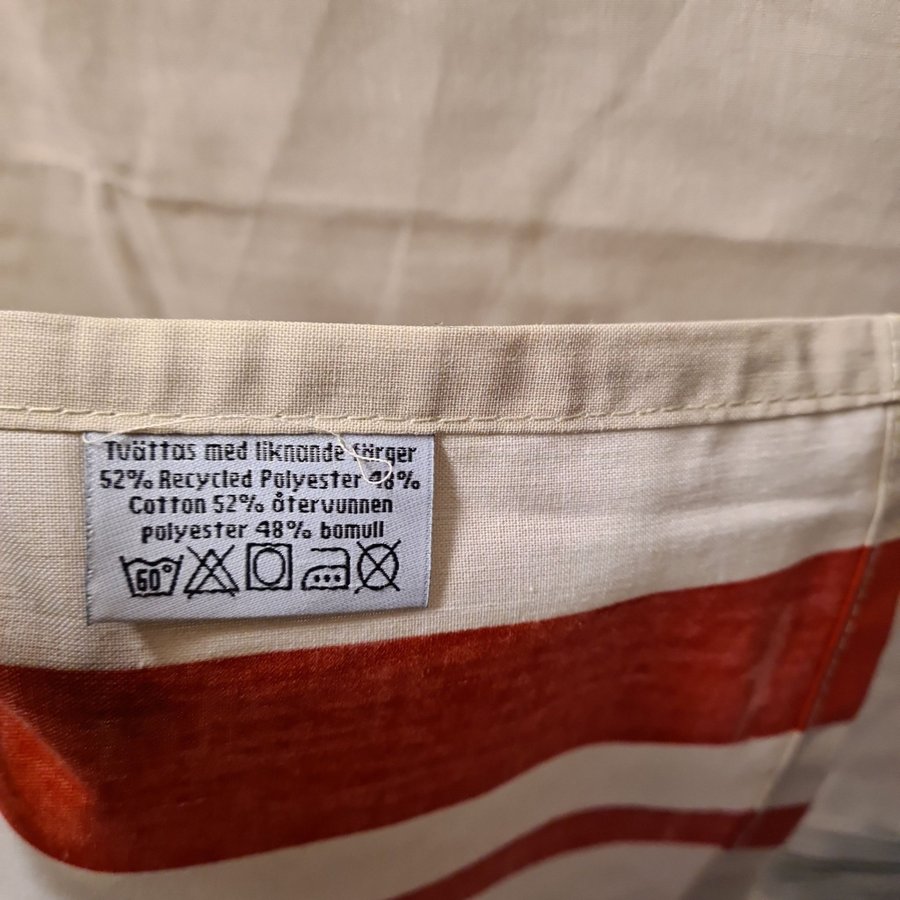 Tvättas med liknande färger
52% Recycled Polyester 48%
Cotton 52% återvunnen
polyester 48% bomull
60°